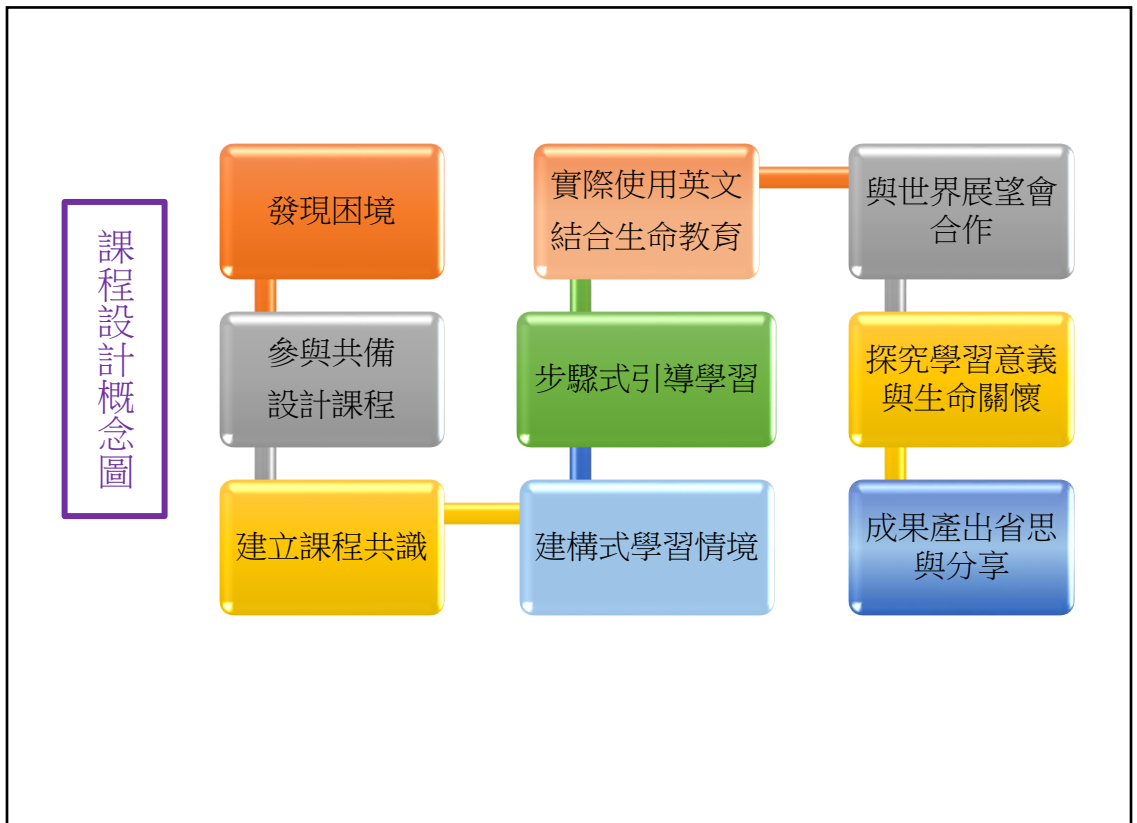 課程設計概念圖
發現困境
參與共備
設計課程
建立課程共識
建構式學習情境
步驟式引導學習
實際使用英文
結合生命教育
與世界展望會
合作
探究學習意義
與生命關懷
成果產出省思
與分享